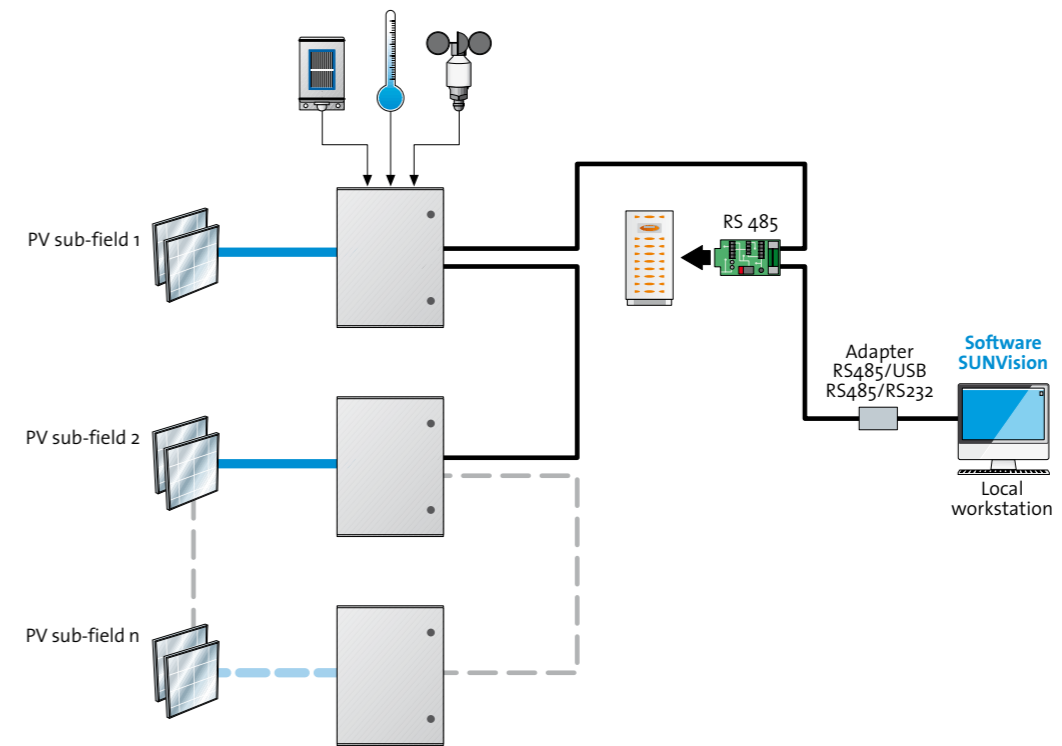 PV sub-field 1
RS 485
Adapter
RS485/USB
RS485/RS232
Software
SUNVision
PV sub-field 2
Local
workstation
PV sub-field n